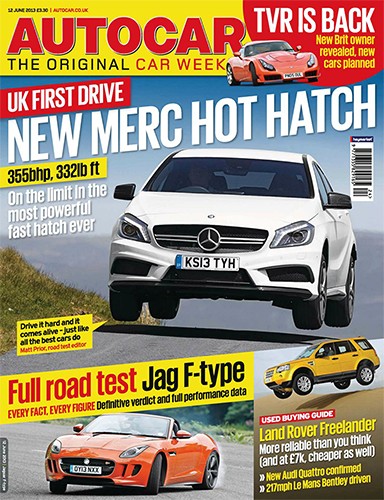 12 JUNE 2013 £3.30 | AUTOCAR.CO.UK
AUTOCAR
THE ORIGINAL CAR WEEK
TVR IS BACK
New Brit owner
revealed, new
cars planned
UK FIRST DRIVE
NEW MERC HOT HATCH
355bhp, 332lb ft
On the limit in the
most powerful
fast hatch ever
haymarket
KS13 TYH
Drive it hard and it
comes alive – just like
all the best cars do
Matt Prior, road test editor
Full road test Jag F-type
EVERY FACT, EVERY FIGURE Definitive verdict and full performance data
OY13 NXX
USED BUYING GUIDE
Land Rover Freelander
More reliable than you think
(and at £7k, cheaper as well)
New Audi Quattro confirmed
217mph Le Mans Bentley driven